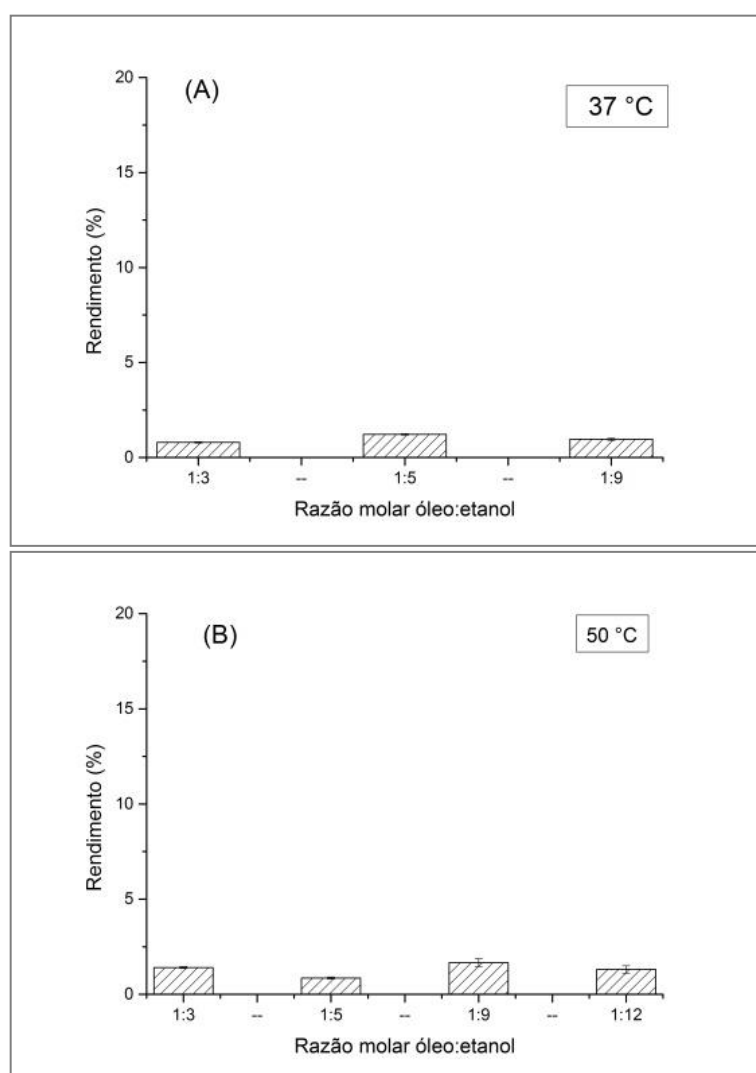 (A)
37 °C
20
15
10
5
0
Rendimento (%)
1:3 -- 1:5 -- 1:9
Razão molar óleo:etanol
(B)
50 °C
20
15
10
5
0
Rendimento (%)
1:3 -- 1:5 -- 1:9 -- 1:12
Razão molar óleo:etanol